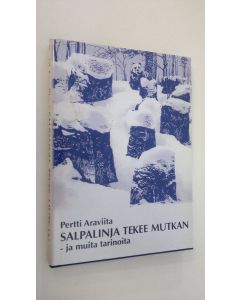 Pertti Araviita
SALPALINJA TEKEE MUTKAN
- ja muita tarinoita